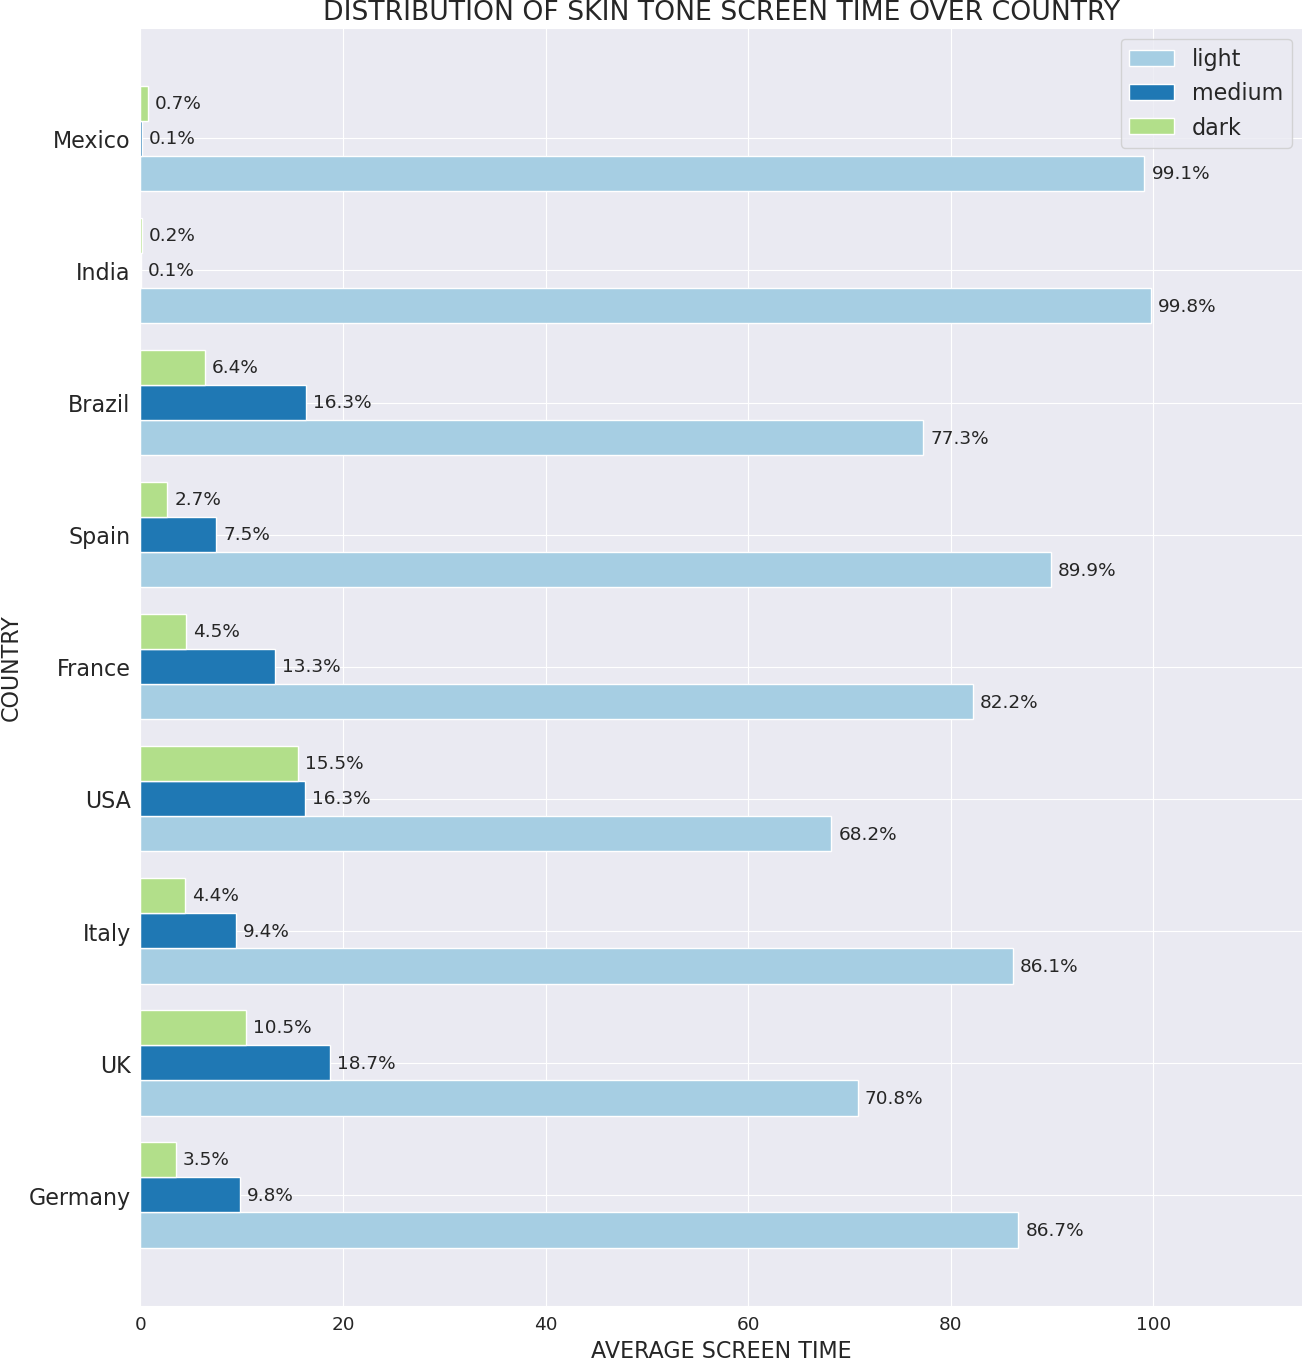 DISTRIBUTION OF SKIN TONE SCREEN TIME OVER COUNTRY
light
medium
dark
0.7%
Mexico
0.1%
99.1%
0.2%
India
0.1%
99.8%
6.4%
Brazil
16.3%
77.3%
2.7%
Spain
7.5%
89.9%
4.5%
France
13.3%
82.2%
15.5%
USA
16.3%
68.2%
4.4%
Italy
9.4%
86.1%
10.5%
UK
18.7%
70.8%
3.5%
Germany
9.8%
86.7%
COUNTRY
0 20 40 60 80 100
AVERAGE SCREEN TIME